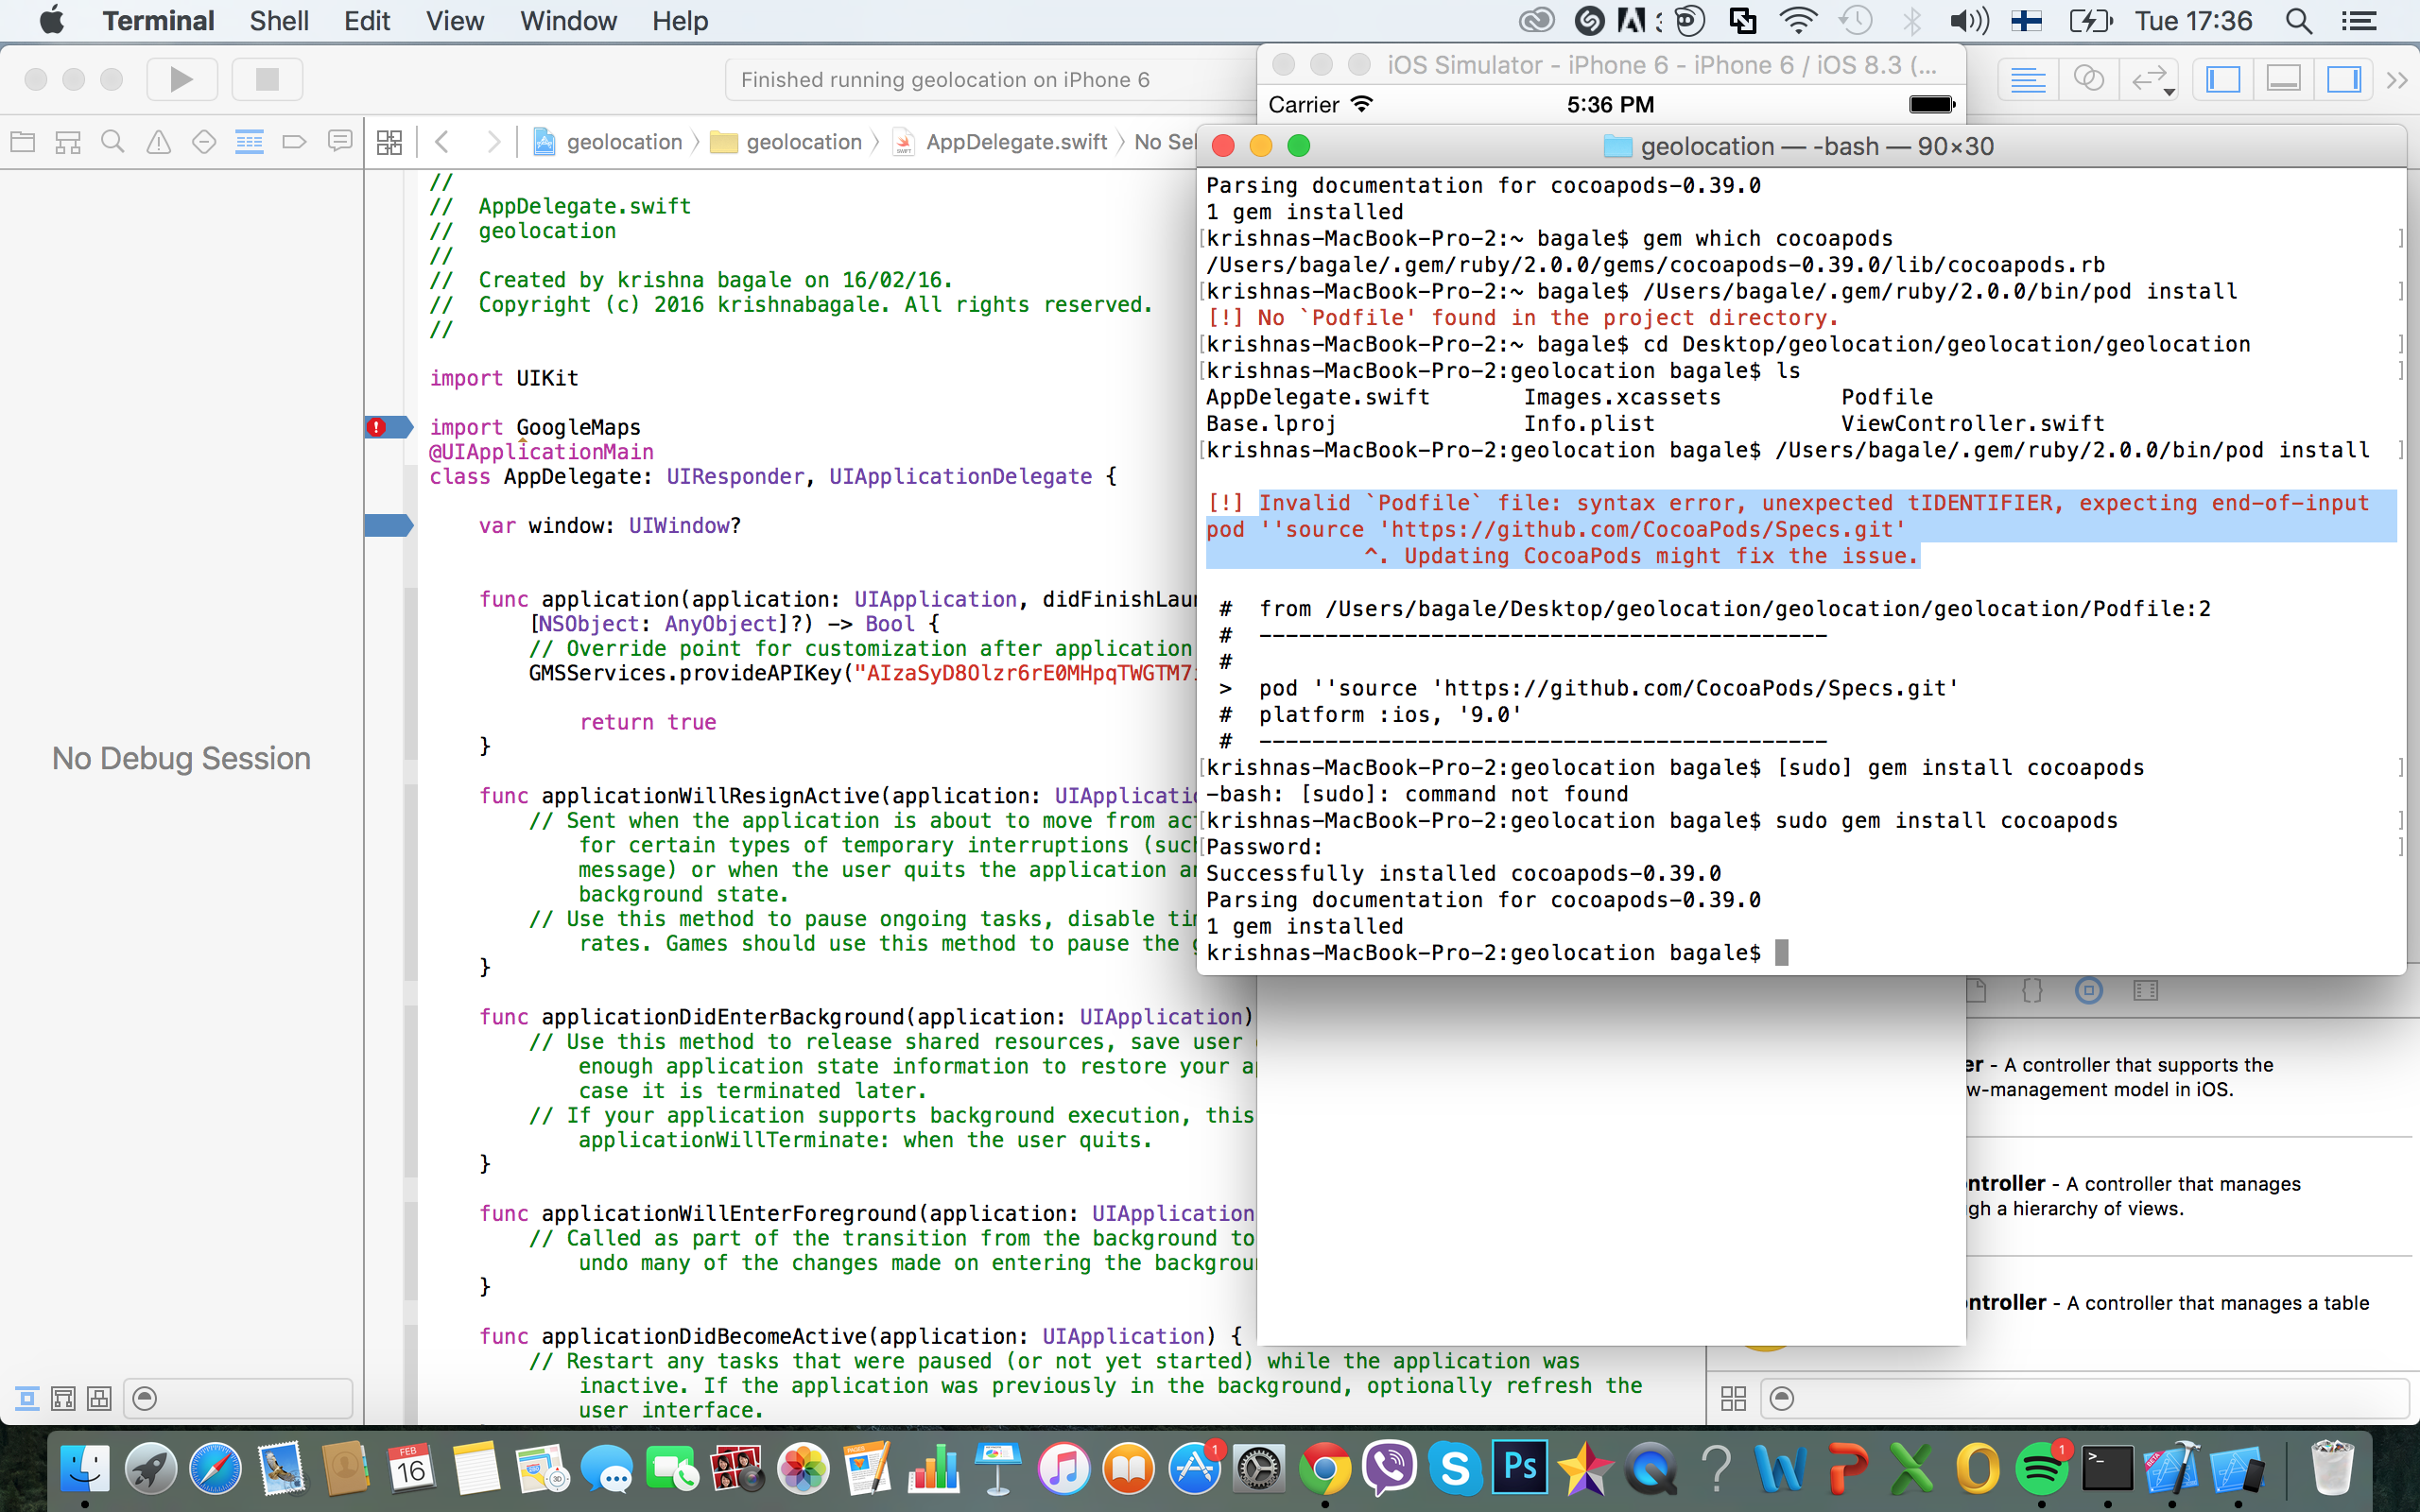 Terminal Shell Edit View Window Help
Tue 17:36
Finished running geolocation on iPhone 6
iOS Simulator - iPhone 6 - iPhone 6 / iOS 8.3 (...
Carrier
5:36 PM
geolocation
geolocation
AppDelegate.swift
No Sel
No Debug Session
//
// AppDelegate.swift
// geolocation
//
// Created by krishna bagale on 16/02/16.
// Copyright (c) 2016 krishnabagale. All rights reserved.
//
import UIKit
import GoogleMaps
@UIApplicationMain
class AppDelegate: UIResponder, UIApplicationDelegate {
var window: UIWindow?
func application(application: UIApplication, didFinishLau
[NSObject: AnyObject]?) -> Bool {
// Override point for customization after application
GMSServices.provideAPIKey("AIzaSyD8Olzr6rE0MHpqTWGTM7
return true
}
func applicationWillResignActive(application: UIApplicati
// Sent when the application is about to move from ac
for certain types of temporary interruptions (suc
message) or when the user quits the application a
background state.
// Use this method to pause ongoing tasks, disable ti
rates. Games should use this method to pause the
}
func applicationDidEnterBackground(application: UIApplication)
// Use this method to release shared resources, save user
enough application state information to restore your a
case it is terminated later.
// If your application supports background execution, this
applicationWillTerminate: when the user quits.
}
func applicationWillEnterForeground(application: UIApplication
// Called as part of the transition from the background to
undo many of the changes made on entering the backgrou
}
func applicationDidBecomeActive(application: UIApplication) {
// Restart any tasks that were paused (or not yet started) while the application was
inactive. If the application was previously in the background, optionally refresh the
user interface.
geolocation — -bash — 90×30
Parsing documentation for cocoapods-0.39.0
1 gem installed
krishnas-MacBook-Pro-2:~ bagale$ gem which cocoapods
/Users/bagale/.gem/ruby/2.0.0/gems/cocoapods-0.39.0/lib/cocoapods.rb
krishnas-MacBook-Pro-2:~ bagale$ /Users/bagale/.gem/ruby/2.0.0/bin/pod install
[!] No `Podfile' found in the project directory.
krishnas-MacBook-Pro-2:~ bagale$ cd Desktop/geolocation/geolocation/geolocation
krishnas-MacBook-Pro-2:geolocation bagale$ ls
AppDelegate.swift Images.xcassets Podfile
Base.lproj Info.plist ViewController.swift
krishnas-MacBook-Pro-2:geolocation bagale$ /Users/bagale/.gem/ruby/2.0.0/bin/pod install
[!] Invalid `Podfile` file: syntax error, unexpected tIDENTIFIER, expecting end-of-input
pod ''source 'https://github.com/CocoaPods/Specs.git'
^. Updating CocoaPods might fix the issue.
# from /Users/bagale/Desktop/geolocation/geolocation/geolocation/Podfile:2
# -------------------------------------------
#
> pod ''source 'https://github.com/CocoaPods/Specs.git'
# platform :ios, '9.0'
# -------------------------------------------
krishnas-MacBook-Pro-2:geolocation bagale$ [sudo] gem install cocoapods
-bash: [sudo]: command not found
krishnas-MacBook-Pro-2:geolocation bagale$ sudo gem install cocoapods
Password:
Successfully installed cocoapods-0.39.0
Parsing documentation for cocoapods-0.39.0
1 gem installed
krishnas-MacBook-Pro-2:geolocation bagale$
er - A controller that supports the
w-management model in iOS.
ntroller - A controller that manages
gh a hierarchy of views.
ntroller - A controller that manages a table
FEB
16
PAGES
1
Ps
1